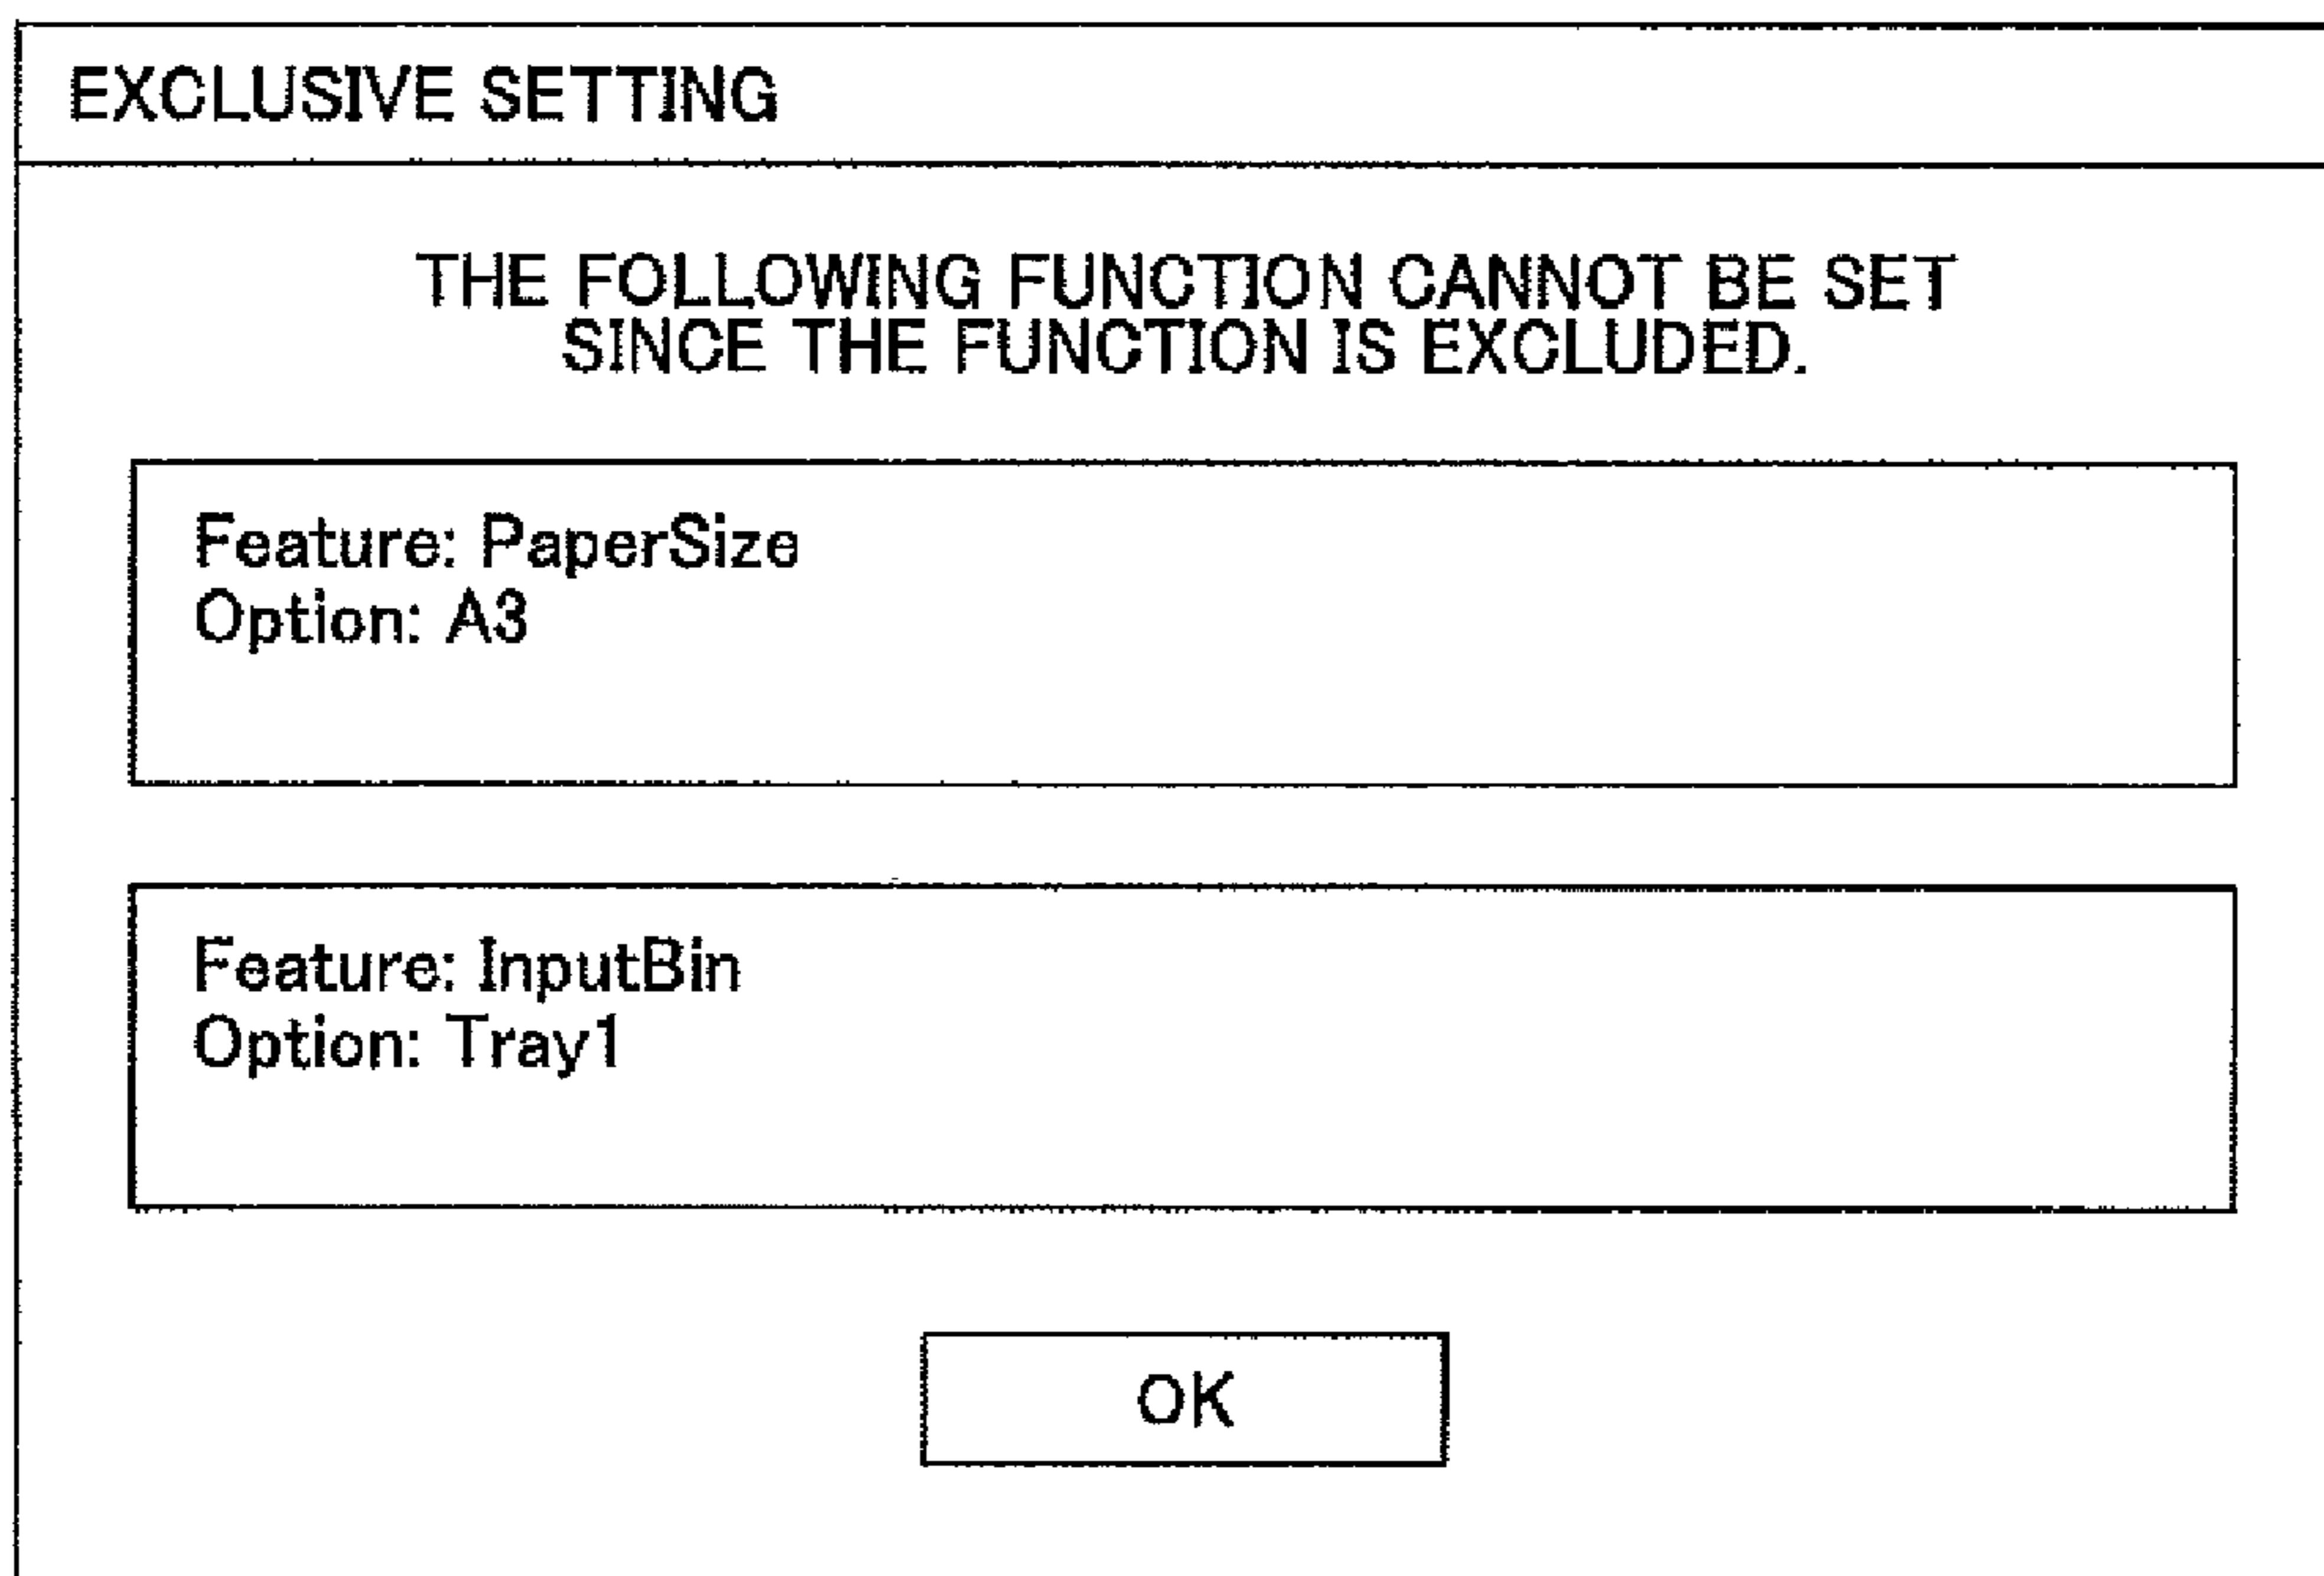 EXCLUSIVE SETTING
THE FOLLOWING FUNCTION CANNOT BE SET
SINCE THE FUNCTION IS EXCLUDED.
Feature: PaperSize
Option: A3
Feature: InputBin
Option: Tray1
OK